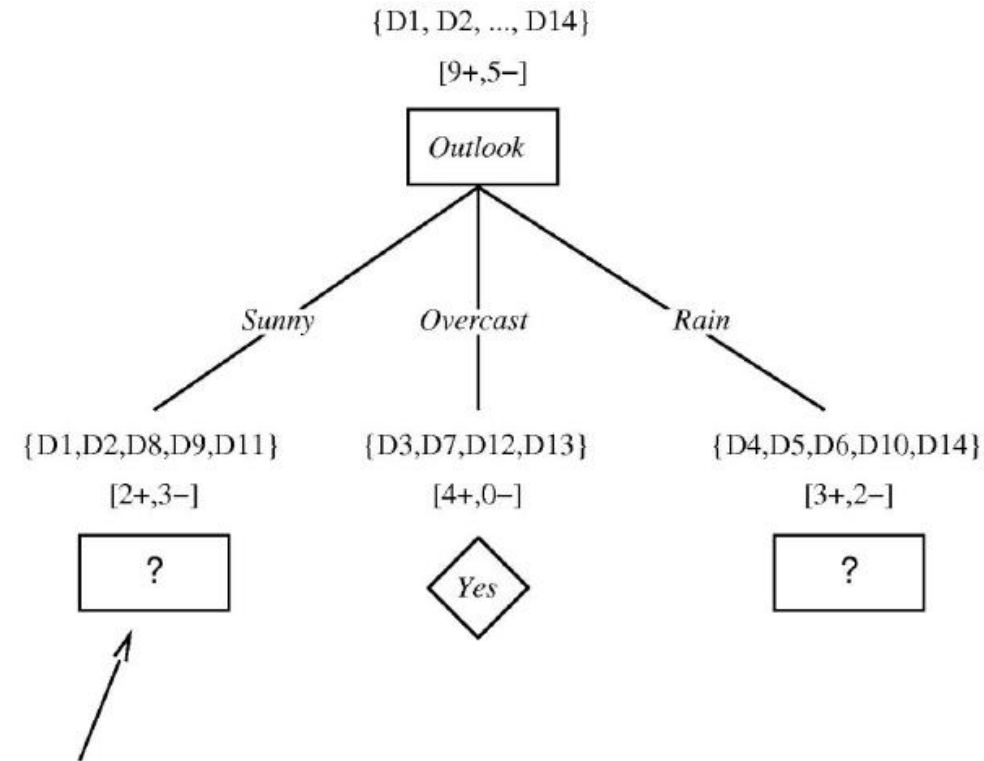 {D1, D2, ..., D14}
[9+,5−]
Outlook
Sunny
Overcast
Rain
{D1,D2,D8,D9,D11}
{D3,D7,D12,D13}
{D4,D5,D6,D10,D14}
[2+,3−]
[4+,0−]
[3+,2−]
?
Yes
?